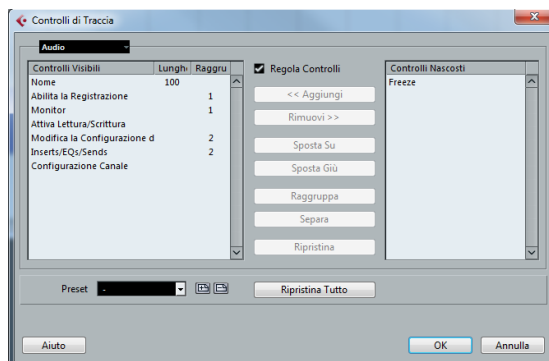 Controlli di Traccia
Audio
Controlli Visibili Lungh Raggru
Nome 100
Abilita la Registrazione 1
Monitor 1
Attiva Lettura/Scrittura
Modifica la Configurazione d 2
Inserts/EQs/Sends 2
Configurazione Canale
Regola Controlli
<< Aggiungi
Rimuovi >>
Sposta Su
Sposta Giù
Raggruppa
Separa
Ripristina
Controlli Nascosti
Freeze
Preset -
Ripristina Tutto
Aiuto
OK
Annulla